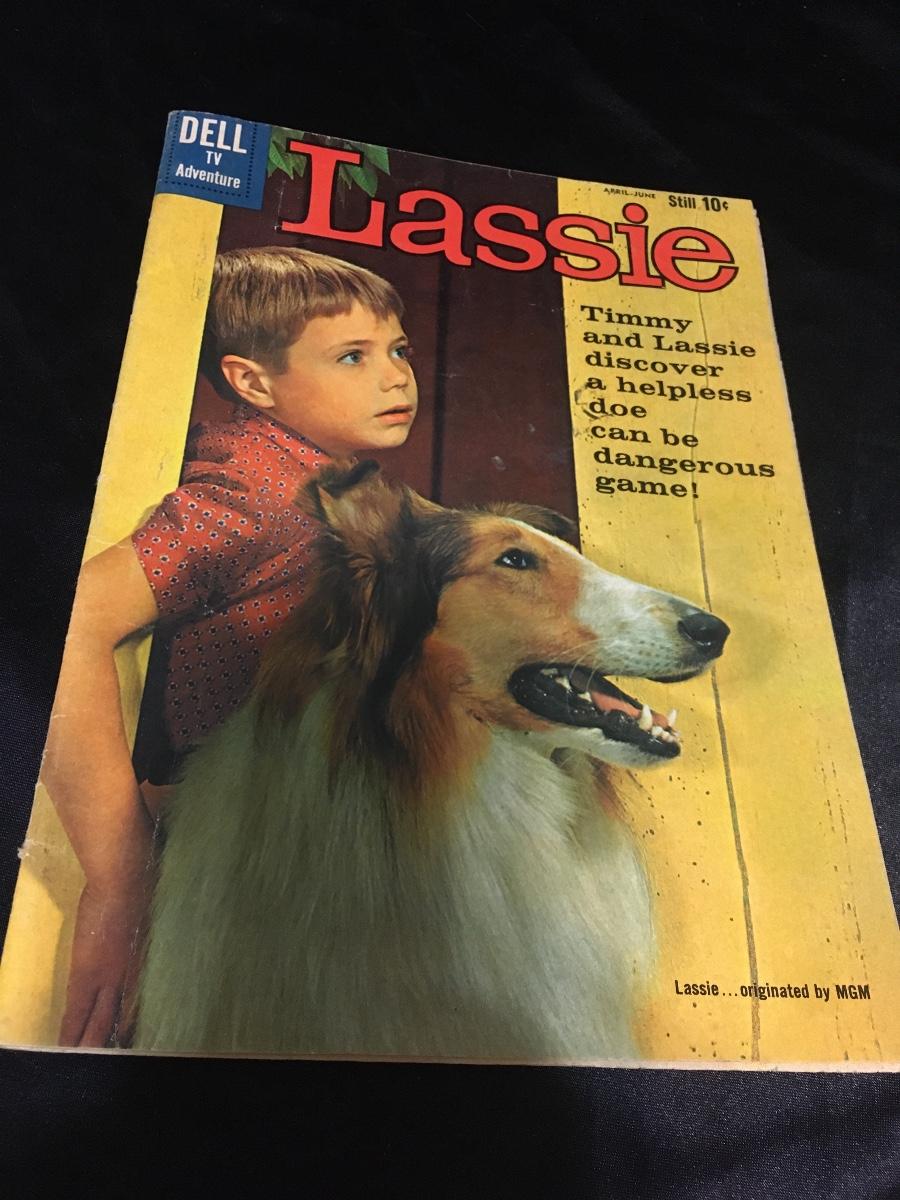 DELL
TV
Adventure
Lassie
APRIL-JUNE
Still 10¢
Timmy
and Lassie
discover
a helpless
doe
can be
dangerous
game!
Lassie...originated by MGM